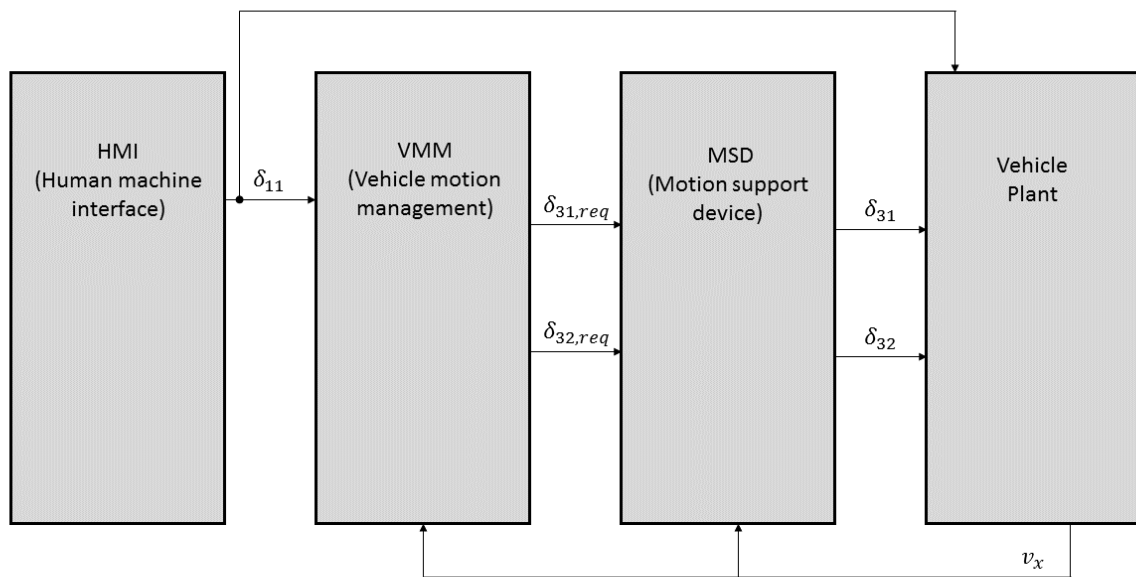 HMI
(Human machine
interface)
δ₁₁
VMM
(Vehicle motion
management)
δ₃₁,req
δ₃₂,req
MSD
(Motion support
device)
δ₃₁
δ₃₂
Vehicle
Plant
vₓ